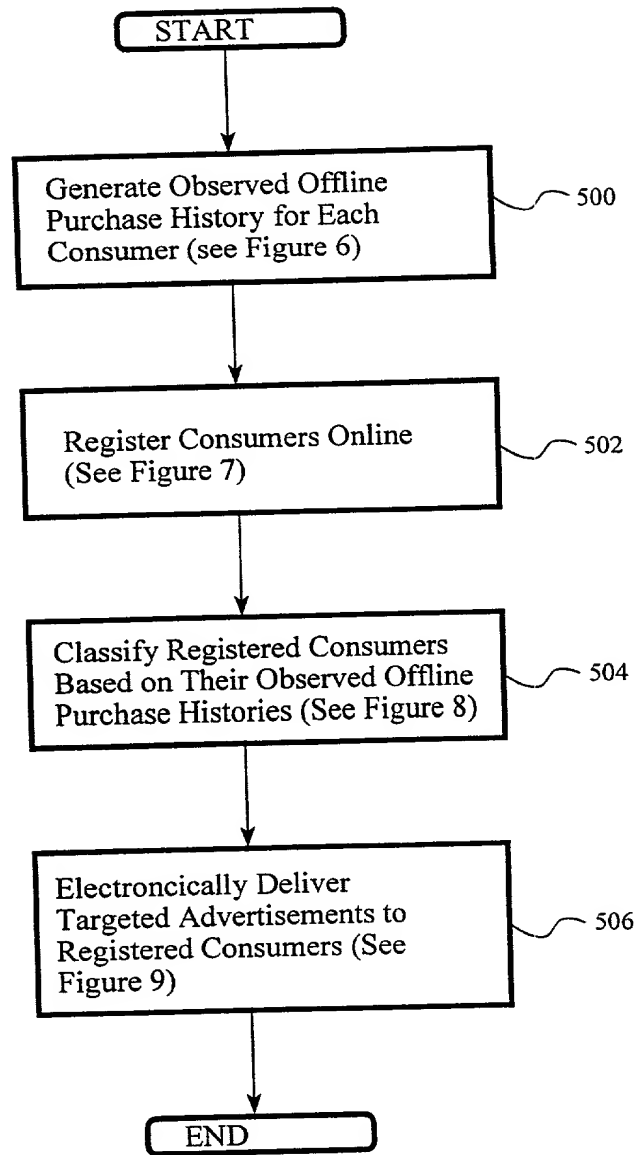 START
Generate Observed Offline
Purchase History for Each
Consumer (see Figure 6)
500
Register Consumers Online
(See Figure 7)
502
Classify Registered Consumers
Based on Their Observed Offline
Purchase Histories (See Figure 8)
504
Electroncically Deliver
Targeted Advertisements to
Registered Consumers (See
Figure 9)
506
END